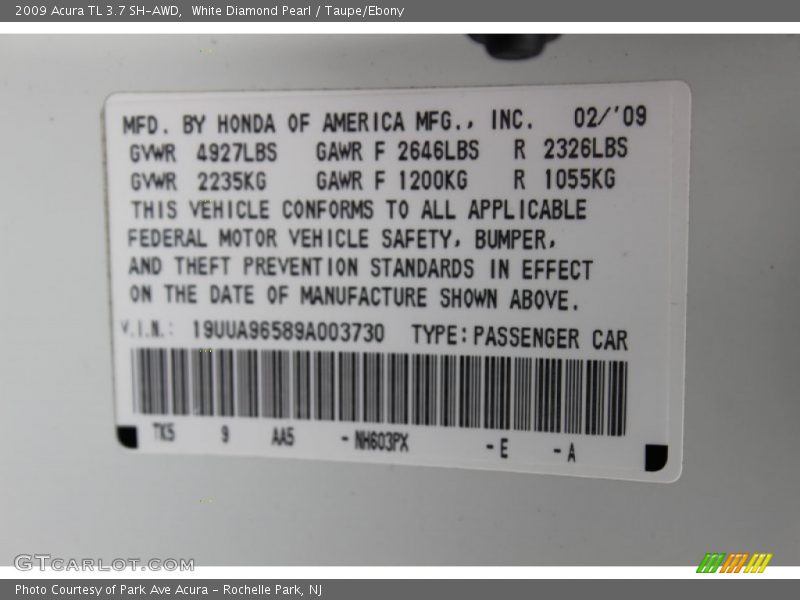 2009 Acura TL 3.7 SH-AWD,  White Diamond Pearl / Taupe/Ebony
MFD. BY HONDA OF AMERICA MFG., INC.   02/'09
GVWR 4927LBS   GAWR F 2646LBS   R 2326LBS
GVWR 2235KG   GAWR F 1200KG   R 1055KG
THIS VEHICLE CONFORMS TO ALL APPLICABLE
FEDERAL MOTOR VEHICLE SAFETY, BUMPER,
AND THEFT PREVENTION STANDARDS IN EFFECT
ON THE DATE OF MANUFACTURE SHOWN ABOVE.
V.I.N.: 19UUA96589A003730   TYPE: PASSENGER CAR
TK5   9   AA5   - NH603PX   - E   - A
GTCARLOT.COM
Photo Courtesy of Park Ave Acura - Rochelle Park, NJ